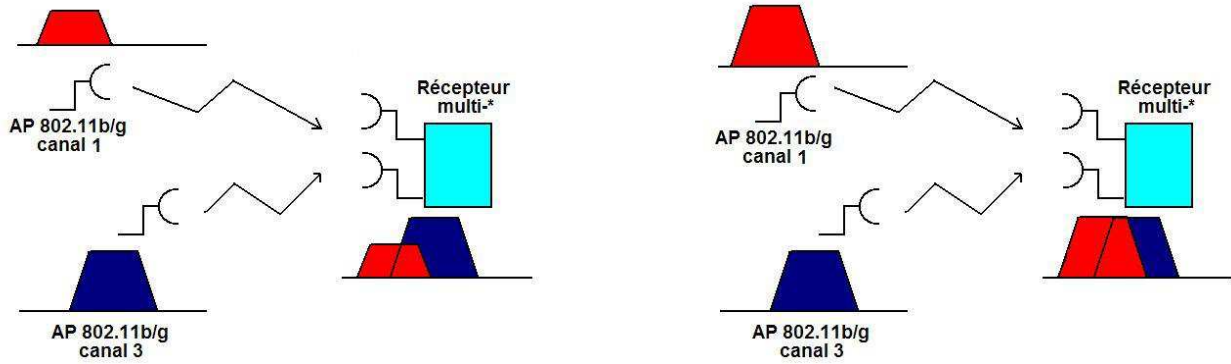 Récepteur
multi-*
AP 802.11b/g
canal 1
AP 802.11b/g
canal 3
Récepteur
multi-*
AP 802.11b/g
canal 1
AP 802.11b/g
canal 3